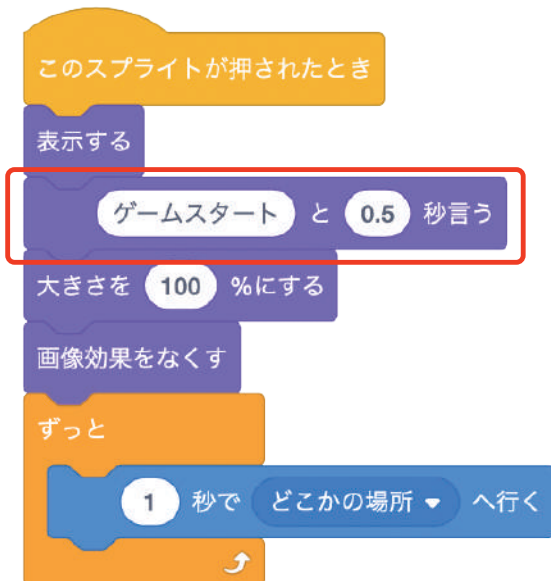 このスプライトが押されたとき
表示する
ゲームスタート と 0.5 秒言う
大きさを 100 %にする
画像効果をなくす
ずっと
1 秒で どこかの場所 へ行く